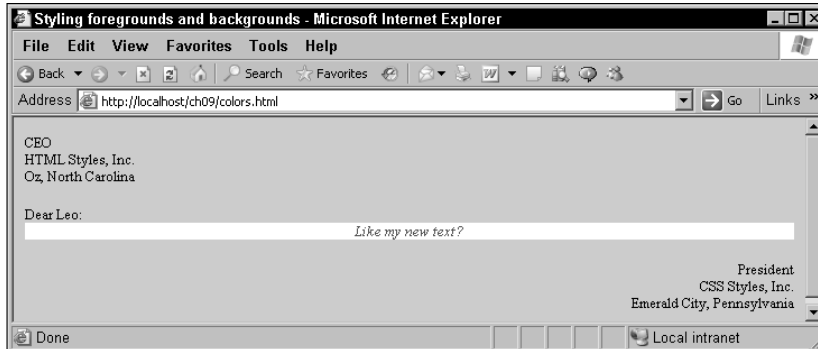 Styling foregrounds and backgrounds - Microsoft Internet Explorer
File Edit View Favorites Tools Help
Back Search Favorites
Address http://localhost/ch09/colors.html Go Links »
CEO
HTML Styles, Inc.
Oz, North Carolina
Dear Leo:
Like my new text?
President
CSS Styles, Inc.
Emerald City, Pennsylvania
Done Local intranet